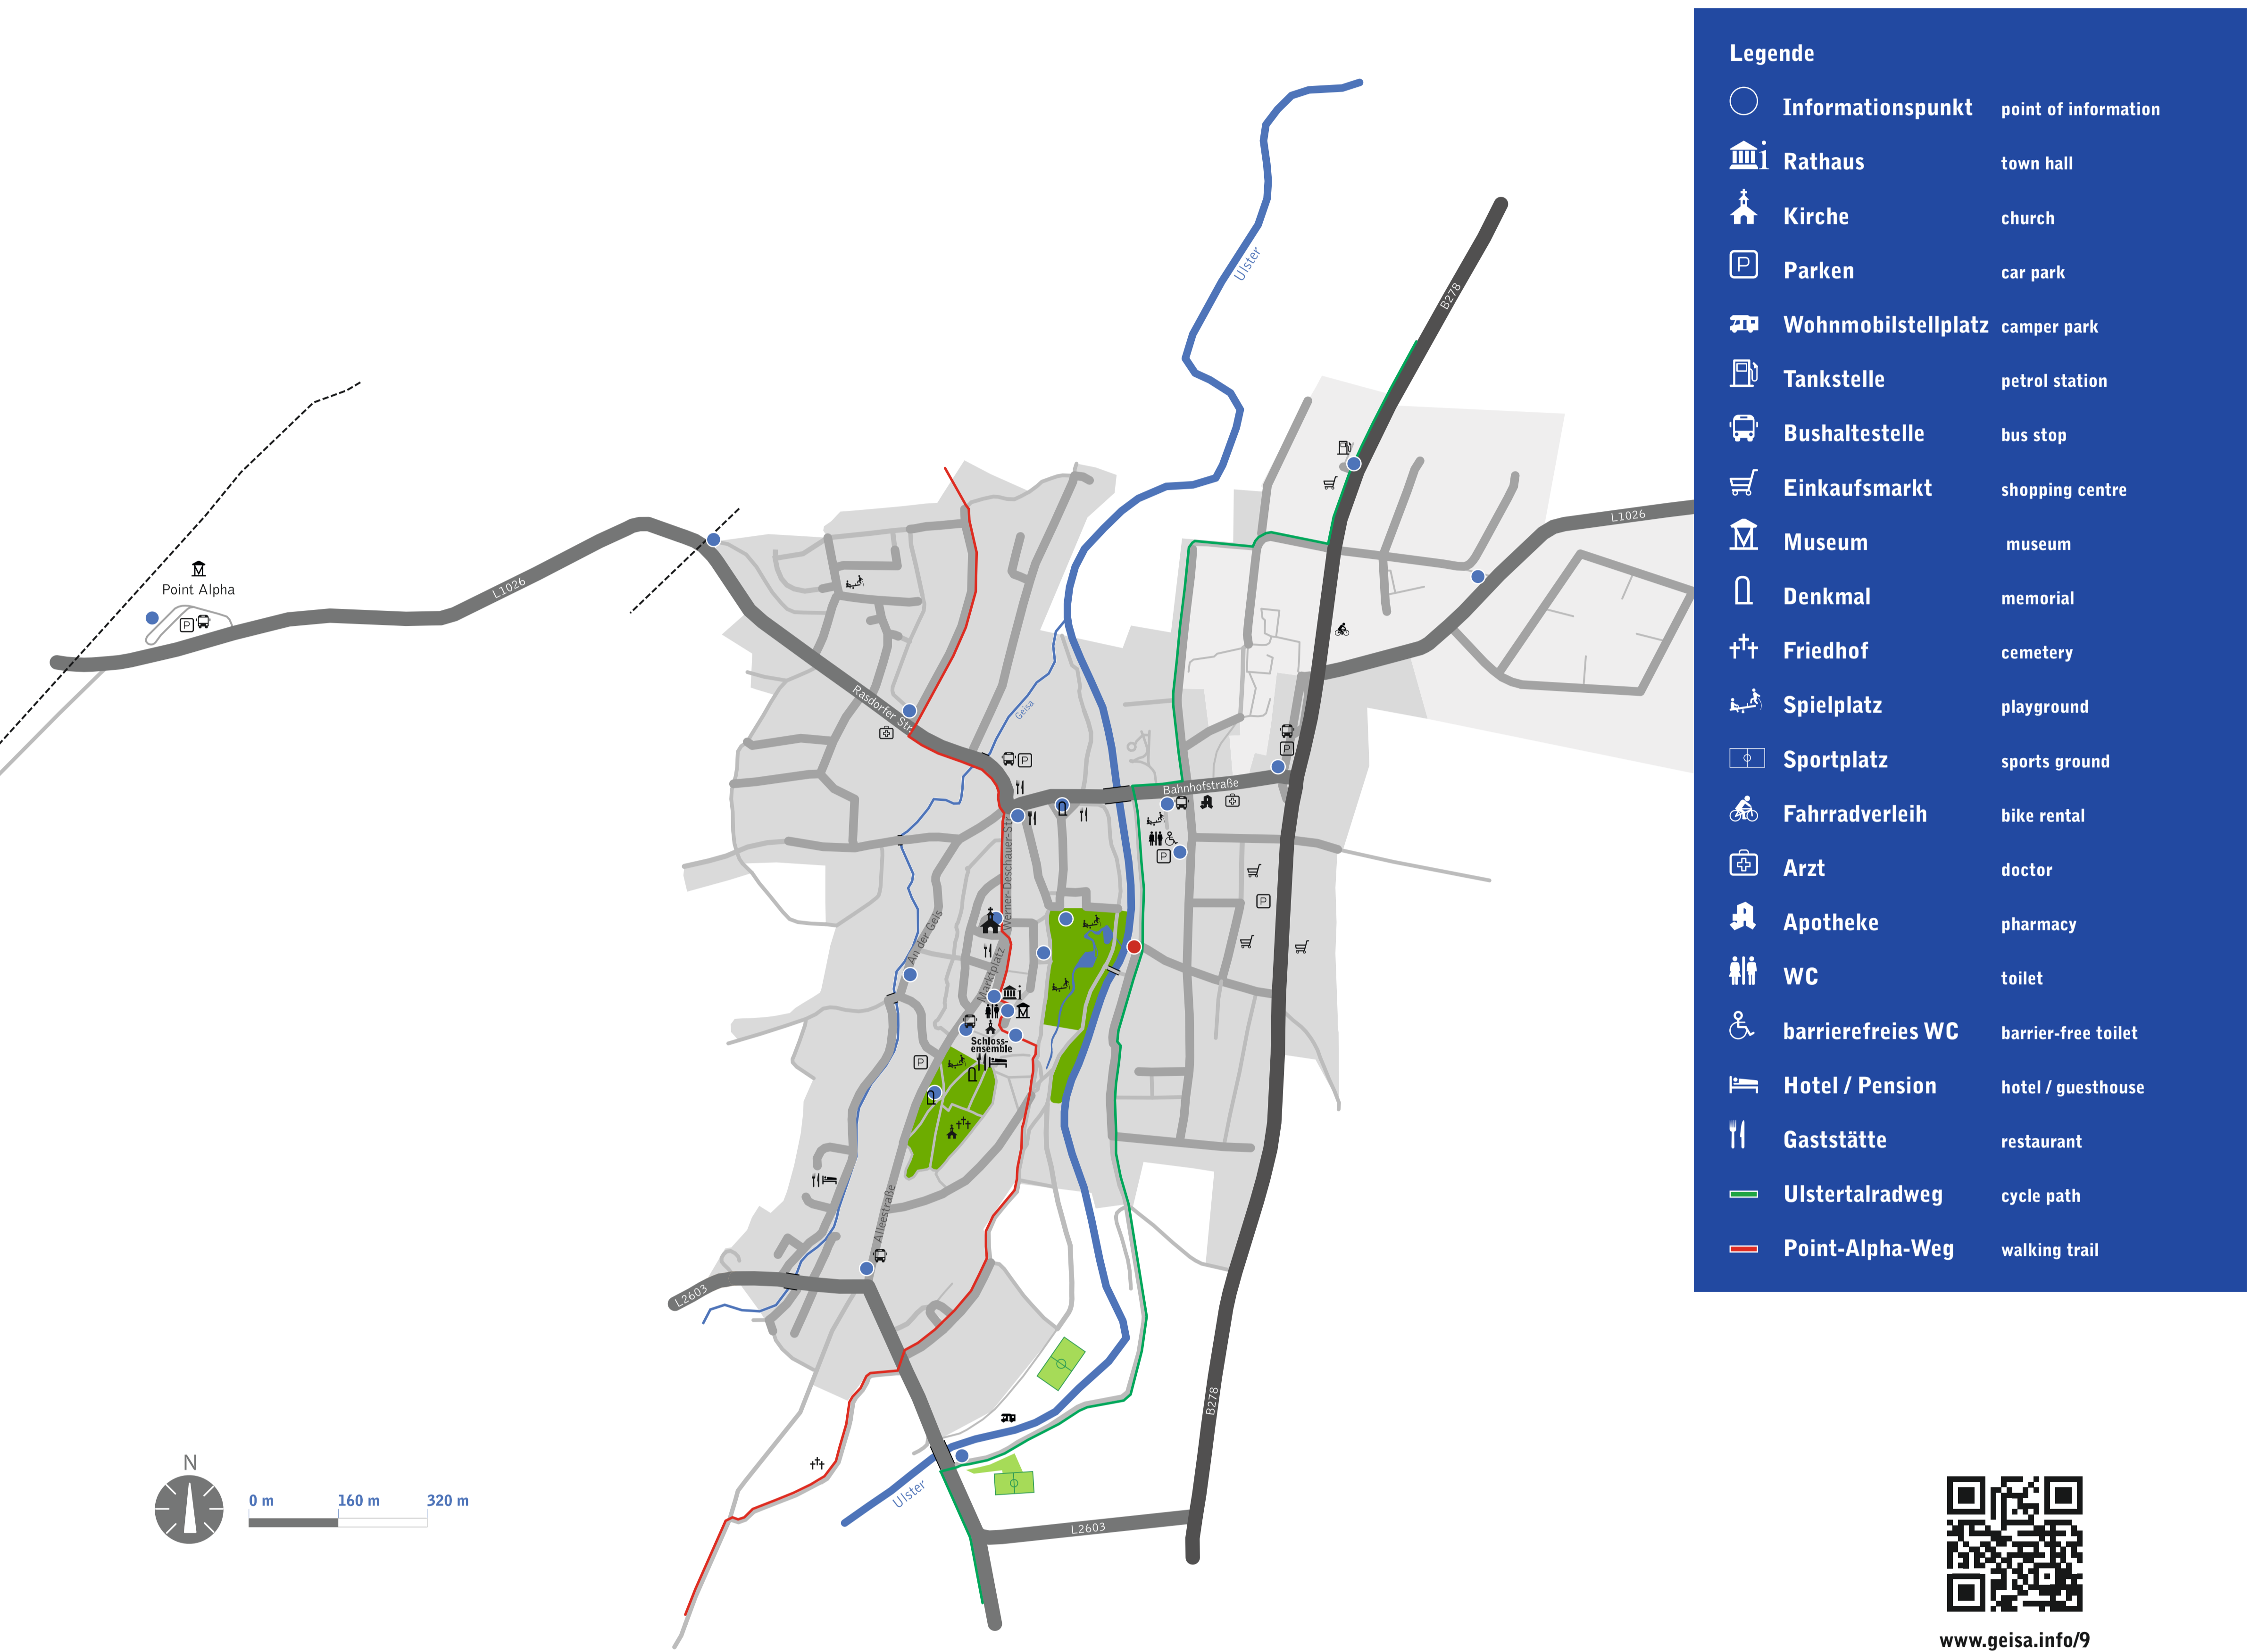 Legende
Informationspunkt point of information
Rathaus town hall
Kirche church
P Parken car park
Wohnmobilstellplatz camper park
Tankstelle petrol station
Bushaltestelle bus stop
Einkaufsmarkt shopping centre
M Museum museum
Denkmal memorial
Friedhof cemetery
Spielplatz playground
Sportplatz sports ground
Fahrradverleih bike rental
Arzt doctor
Apotheke pharmacy
WC toilet
barrierefreies WC barrier-free toilet
Hotel / Pension hotel / guesthouse
Gaststätte restaurant
Ulstertalradweg cycle path
Point-Alpha-Weg walking trail
Ulster
B278
L1026
Point Alpha
P
L1026
Rasdorfer Str.
Geisa
P
P
Bahnhofstraße
Werner-Deschauer-Str.
P
P
An der Geis
Marktplatz
Schloss-
ensemble
P
Alleestraße
L2603
B278
Ulster
L2603
N
0 m 160 m 320 m
www.geisa.info/9